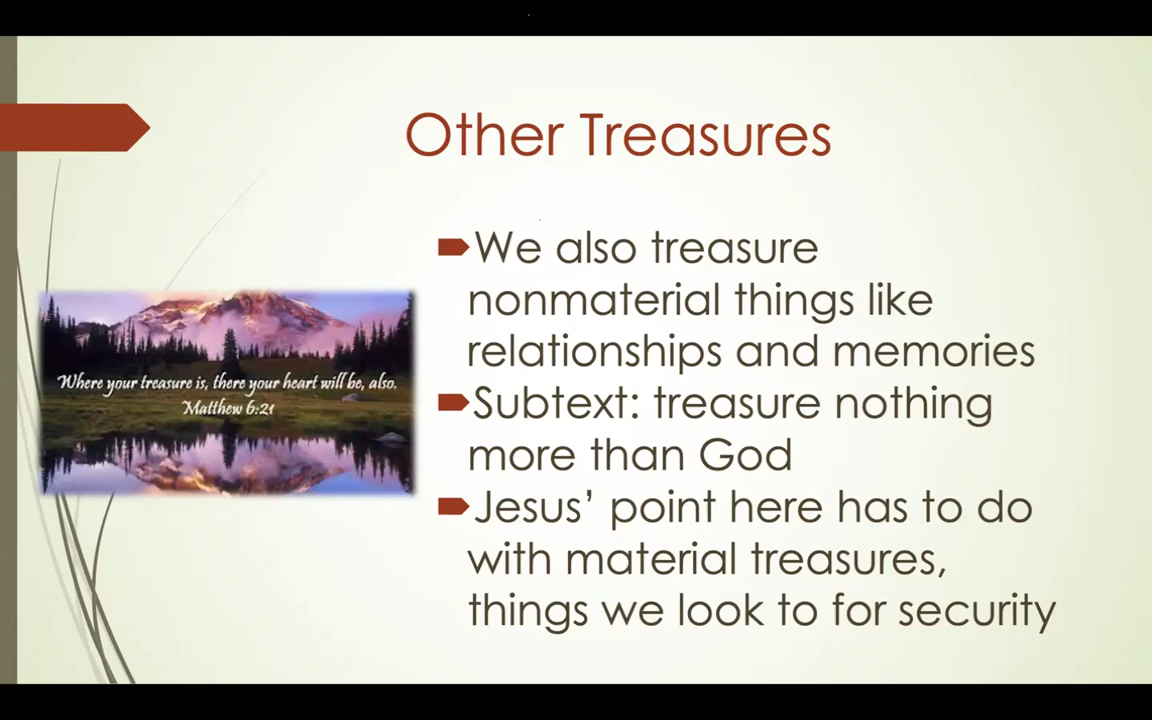 Other Treasures
We also treasure
nonmaterial things like
relationships and memories
Subtext: treasure nothing
more than God
Jesus’ point here has to do
with material treasures,
things we look to for security
Where your treasure is, there your heart will be, also.
Matthew 6:21